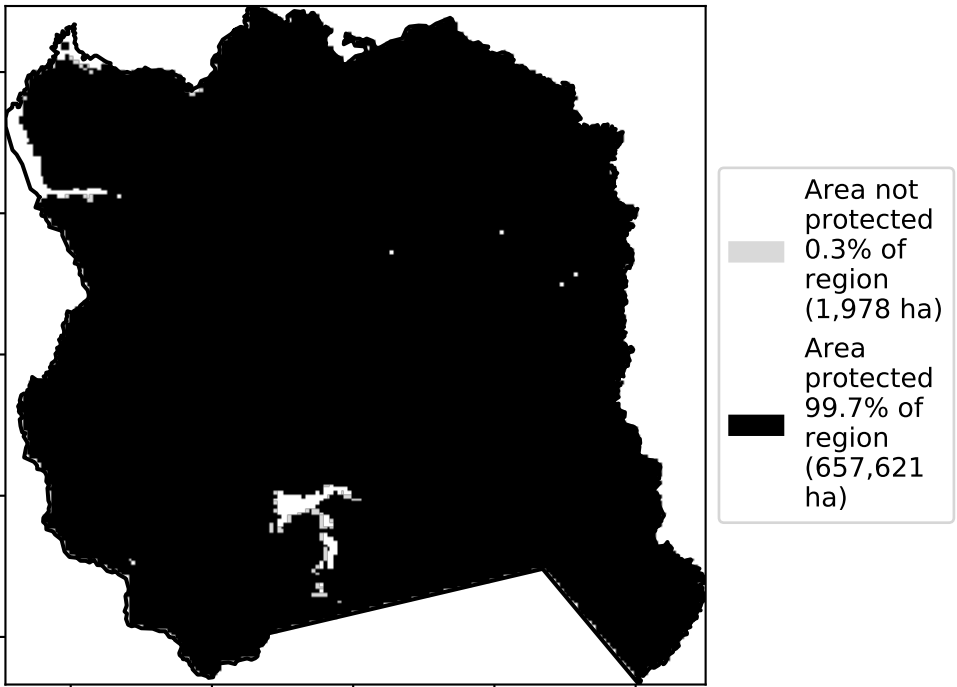 Area not
protected
0.3% of
region
(1,978 ha)
Area
protected
99.7% of
region
(657,621
ha)